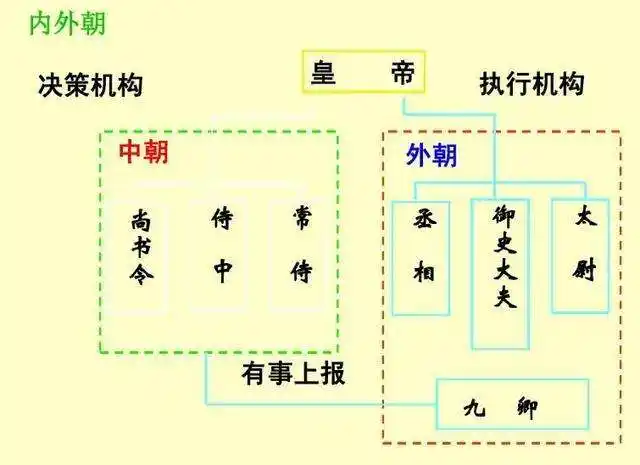 内外朝
皇 帝
决策机构
执行机构
中朝
外朝
尚书令
侍中
常侍
丞相
御史大夫
太尉
有事上报
九卿